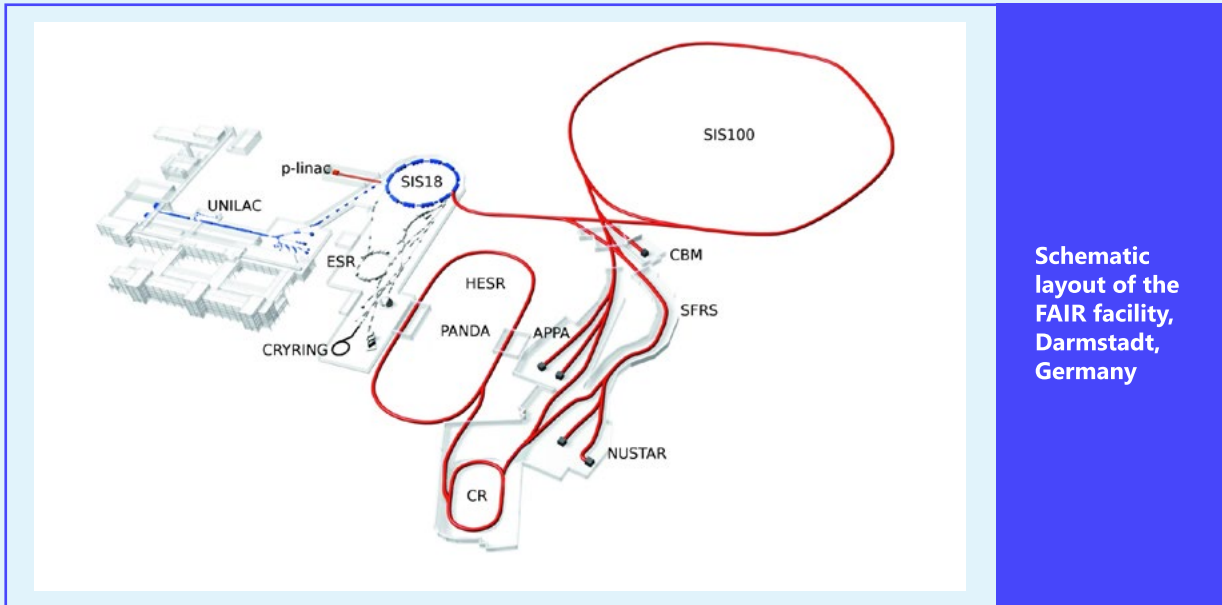 SIS100
p-linac
SIS18
UNILAC
CBM
ESR
HESR
SFRS
PANDA
APPA
CRYRING
NUSTAR
CR
Schematic
layout of the
FAIR facility,
Darmstadt,
Germany